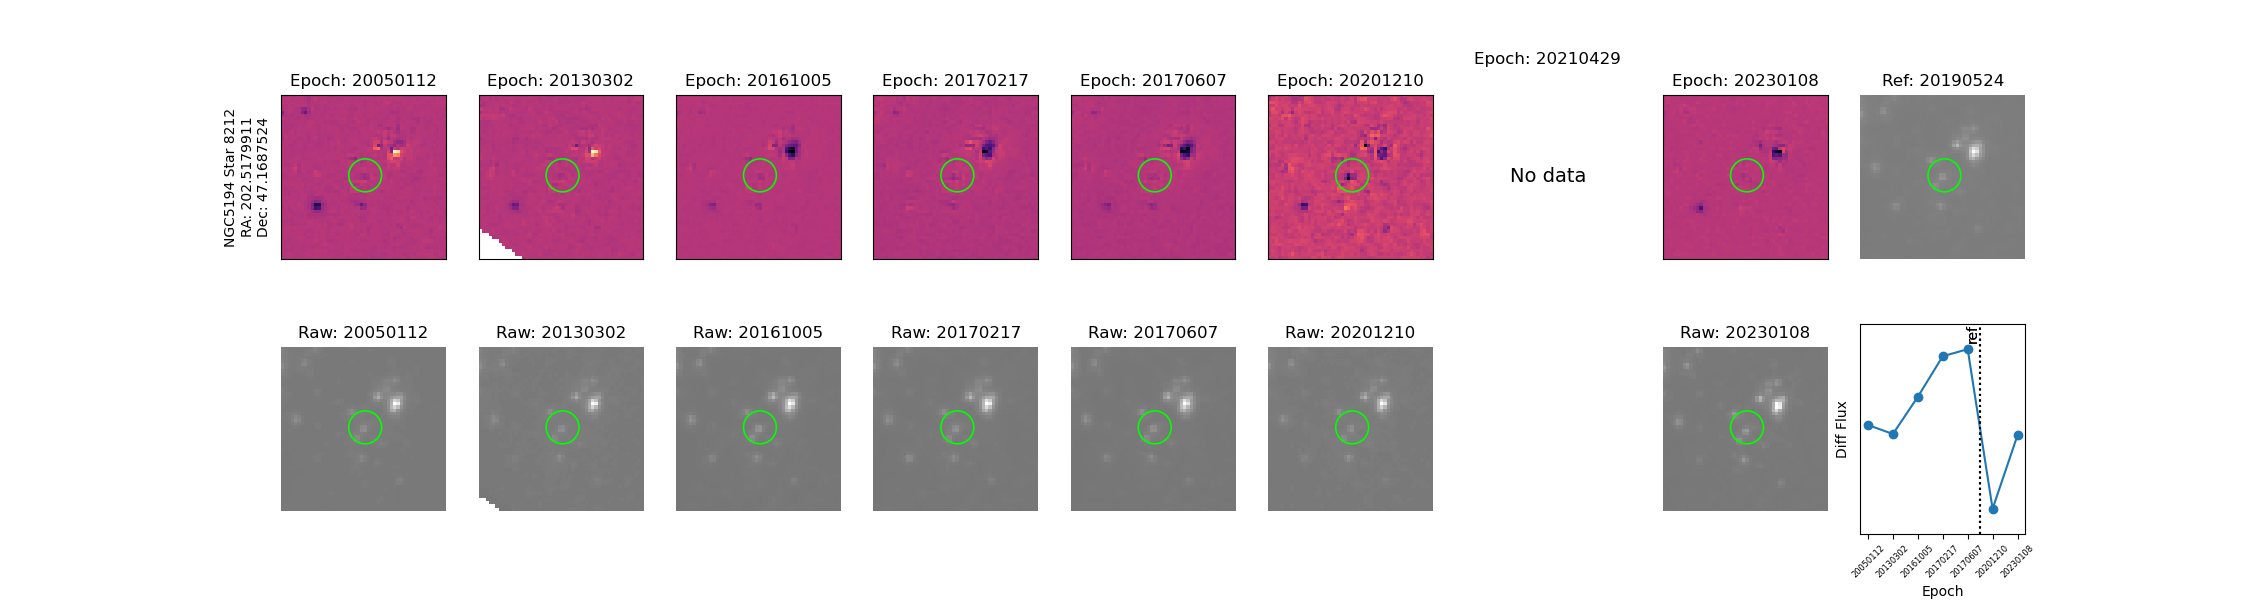 Epoch: 20210429
Epoch: 20050112
Epoch: 20130302
Epoch: 20161005
Epoch: 20170217
Epoch: 20170607
Epoch: 20201210
Epoch: 20230108
Ref: 20190524
NGC5194 Star 8212
RA: 202.5179911
Dec: 47.1687524
No data
Raw: 20050112
Raw: 20130302
Raw: 20161005
Raw: 20170217
Raw: 20170607
Raw: 20201210
Raw: 20230108
ref
Diff Flux
20050112
20130302
20161005
20170217
20170607
20201210
20230108
Epoch